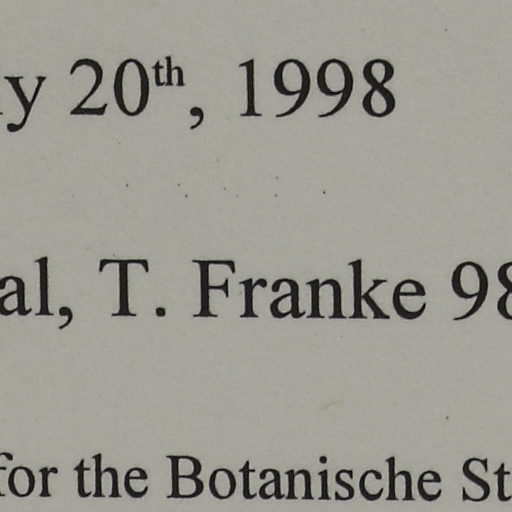 y 20th, 1998
al, T. Franke 98
for the Botanische St